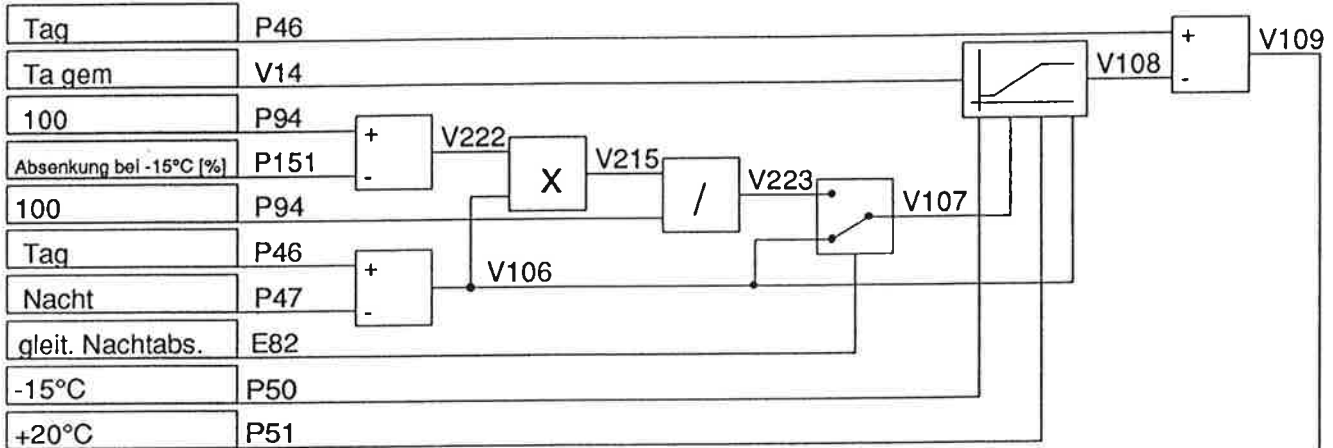 Tag P46 + V109
Ta gem V14 V108 -
100 P94 + V222 V215
Absenkung bei -15°C [%] P151 - X / V223 V107
100 P94
Tag P46 + V106
Nacht P47 -
gleit. Nachtabs. E82
-15°C P50
+20°C P51